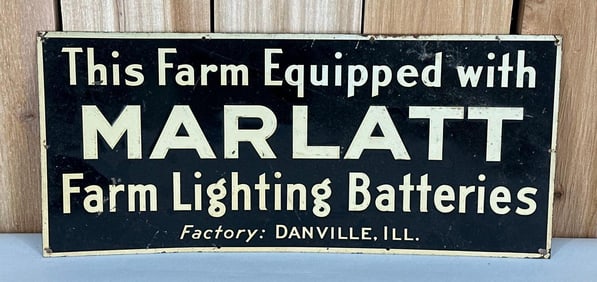 This Farm Equipped with
MARLATT
Farm Lighting Batteries
Factory: DANVILLE, ILL.